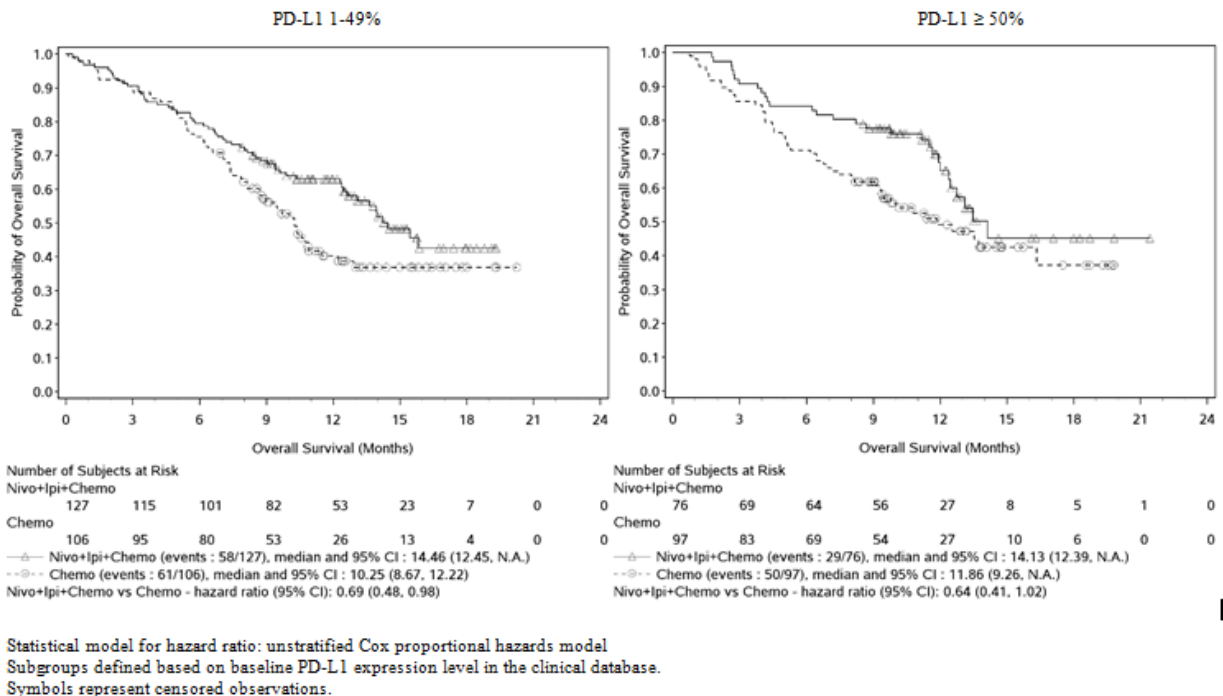 PD-L1 1-49%
Probability of Overall Survival
1.0
0.9
0.8
0.7
0.6
0.5
0.4
0.3
0.2
0.1
0.0
0 3 6 9 12 15 18 21 24
Overall Survival (Months)
Number of Subjects at Risk
Nivo+Ipi+Chemo
127 115 101 82 53 23 7 0 0
Chemo
106 95 80 53 26 13 4 0 0
Nivo+Ipi+Chemo (events : 58/127), median and 95% CI : 14.46 (12.45, N.A.)
Chemo (events : 61/106), median and 95% CI : 10.25 (8.67, 12.22)
Nivo+Ipi+Chemo vs Chemo - hazard ratio (95% CI): 0.69 (0.48, 0.98)
PD-L1 ≥ 50%
Probability of Overall Survival
1.0
0.9
0.8
0.7
0.6
0.5
0.4
0.3
0.2
0.1
0.0
0 3 6 9 12 15 18 21 24
Overall Survival (Months)
Number of Subjects at Risk
Nivo+Ipi+Chemo
76 69 64 56 27 8 5 1 0
Chemo
97 83 69 54 27 10 6 0 0
Nivo+Ipi+Chemo (events : 29/76), median and 95% CI : 14.13 (12.39, N.A.)
Chemo (events : 50/97), median and 95% CI : 11.86 (9.26, N.A.)
Nivo+Ipi+Chemo vs Chemo - hazard ratio (95% CI): 0.64 (0.41, 1.02)
Statistical model for hazard ratio: unstratified Cox proportional hazards model
Subgroups defined based on baseline PD-L1 expression level in the clinical database.
Symbols represent censored observations.